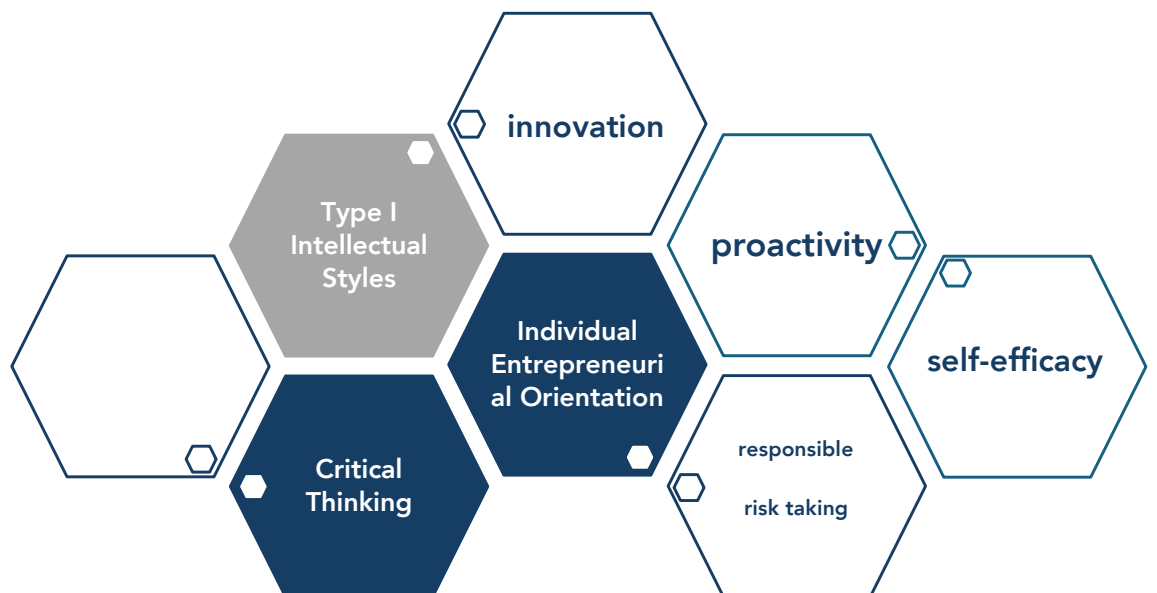 innovation
Type I
Intellectual
Styles
proactivity
Individual
Entrepreneuri
al Orientation
self-efficacy
Critical
Thinking
responsible
risk taking